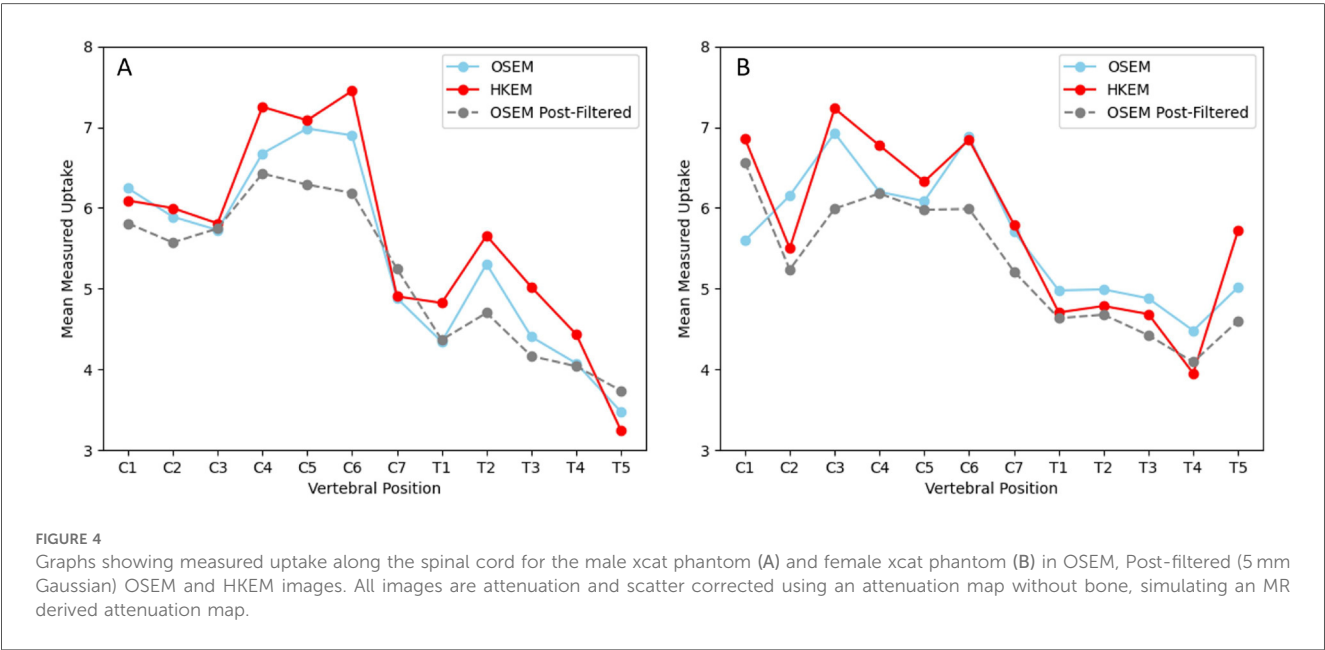 A
OSEM
HKEM
OSEM Post-Filtered
8
7
6
5
4
3
Mean Measured Uptake
C1 C2 C3 C4 C5 C6 C7 T1 T2 T3 T4 T5
Vertebral Position
B
OSEM
HKEM
OSEM Post-Filtered
8
7
6
5
4
3
Mean Measured Uptake
C1 C2 C3 C4 C5 C6 C7 T1 T2 T3 T4 T5
Vertebral Position
FIGURE 4
Graphs showing measured uptake along the spinal cord for the male xcat phantom (A) and female xcat phantom (B) in OSEM, Post-filtered (5 mm
Gaussian) OSEM and HKEM images. All images are attenuation and scatter corrected using an attenuation map without bone, simulating an MR
derived attenuation map.